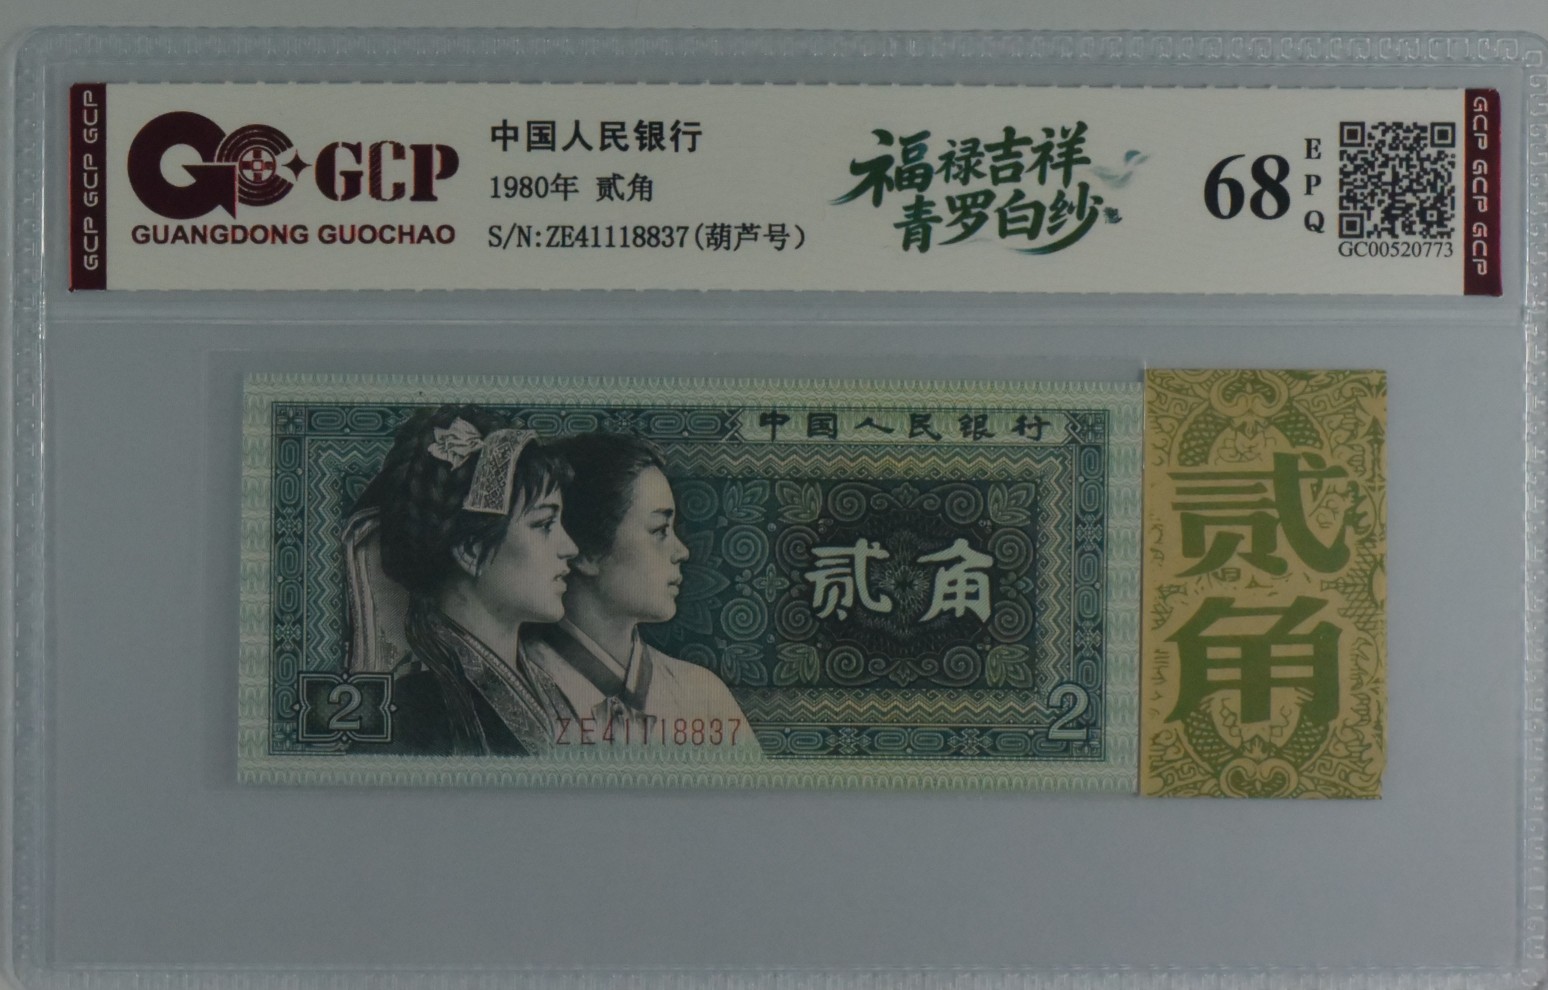 GCP GCP GCP
GCP
GUANGDONG GUOCHAO
中国人民银行
1980年 贰角
S/N:ZE41118837(葫芦号)
福禄吉祥
青罗白纱
68
EPQ
GC00520773
GCP GCP GCP
中国人民银行
贰角
2
2
ZE41118837
贰角